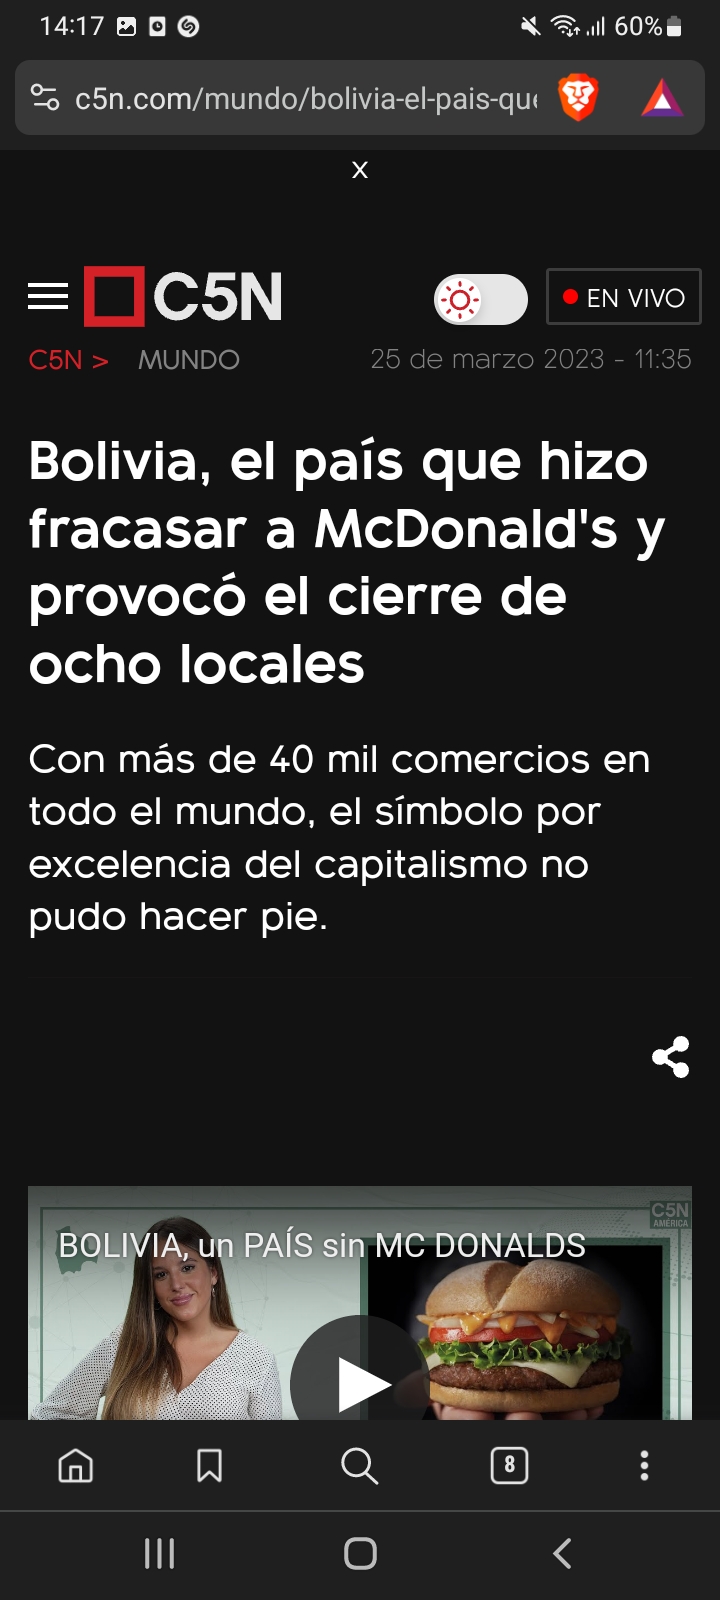 14:17
60%
c5n.com/mundo/bolivia-el-pais-que
x
C5N
EN VIVO
C5N > MUNDO
25 de marzo 2023 - 11:35
Bolivia, el país que hizo
fracasar a McDonald's y
provocó el cierre de
ocho locales
Con más de 40 mil comercios en
todo el mundo, el símbolo por
excelencia del capitalismo no
pudo hacer pie.
C5N
AMÉRICA
BOLIVIA, un PAÍS sin MC DONALDS
8